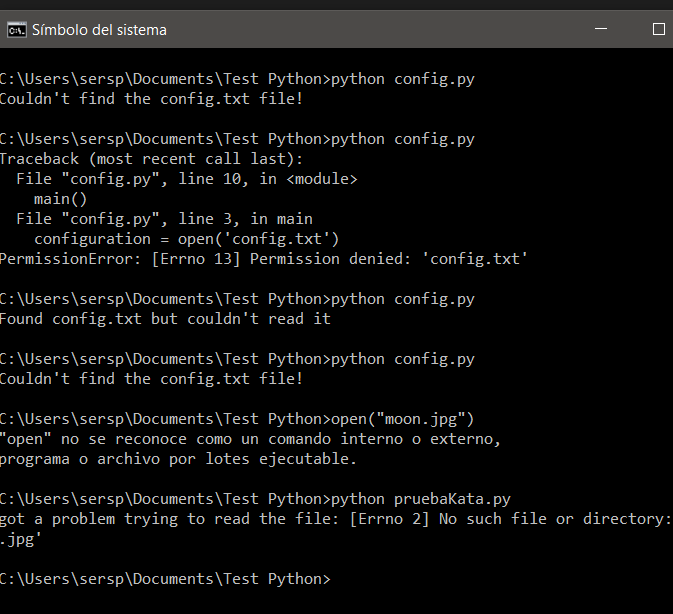 Símbolo del sistema
C:\Users\sersp\Documents\Test Python>python config.py
Couldn't find the config.txt file!
C:\Users\sersp\Documents\Test Python>python config.py
Traceback (most recent call last):
File "config.py", line 10, in <module>
main()
File "config.py", line 3, in main
configuration = open('config.txt')
PermissionError: [Errno 13] Permission denied: 'config.txt'
C:\Users\sersp\Documents\Test Python>python config.py
Found config.txt but couldn't read it
C:\Users\sersp\Documents\Test Python>python config.py
Couldn't find the config.txt file!
C:\Users\sersp\Documents\Test Python>open("moon.jpg")
"open" no se reconoce como un comando interno o externo,
programa o archivo por lotes ejecutable.
C:\Users\sersp\Documents\Test Python>python pruebaKata.py
got a problem trying to read the file: [Errno 2] No such file or directory:
.jpg'
C:\Users\sersp\Documents\Test Python>